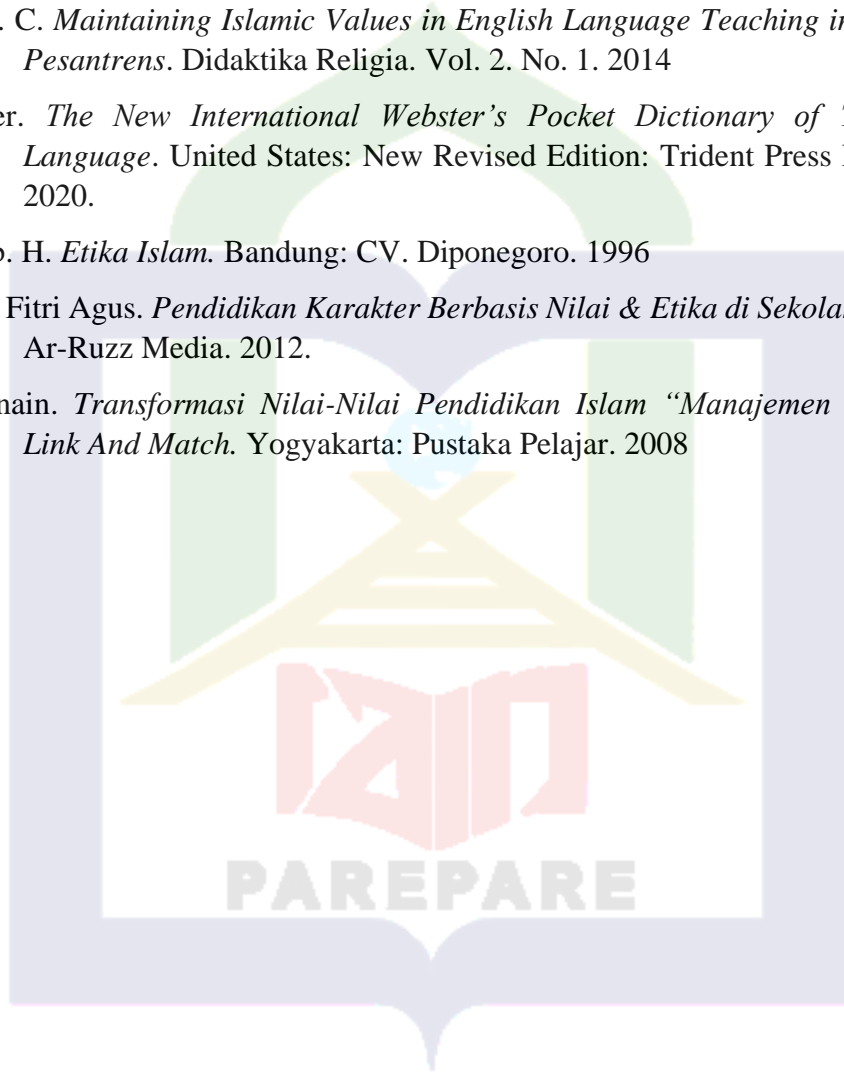 . C. Maintaining Islamic Values in English Language Teaching in
Pesantrens. Didaktika Religia. Vol. 2. No. 1. 2014
er. The New International Webster’s Pocket Dictionary of
Language. United States: New Revised Edition: Trident Press
2020.
. H. Etika Islam. Bandung: CV. Diponegoro. 1996
Fitri Agus. Pendidikan Karakter Berbasis Nilai & Etika di Sekola
Ar-Ruzz Media. 2012.
nain. Transformasi Nilai-Nilai Pendidikan Islam “Manajemen
Link And Match. Yogyakarta: Pustaka Pelajar. 2008
iain
PAREPARE